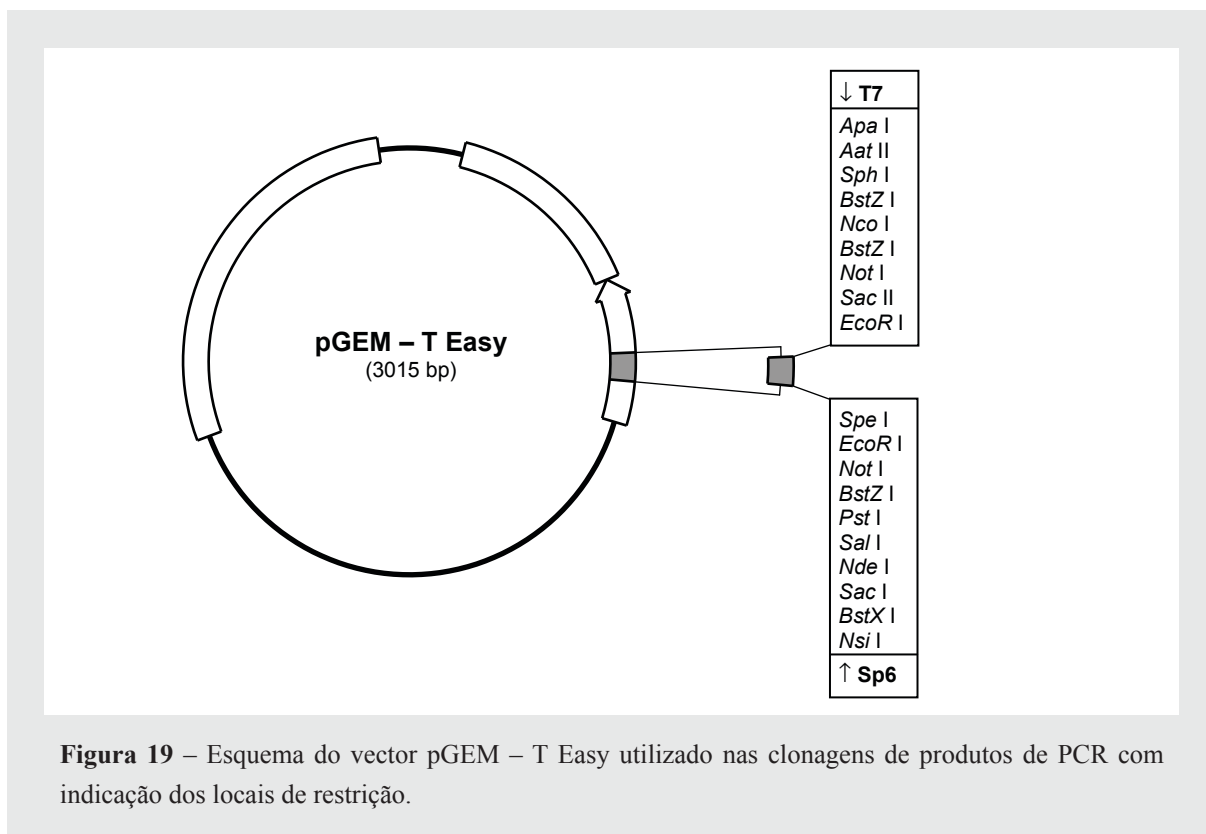 ↓ T7
Apa I
Aat II
Sph I
BstZ I
Nco I
BstZ I
Not I
Sac II
EcoR I
pGEM – T Easy
(3015 bp)
Spe I
EcoR I
Not I
BstZ I
Pst I
Sal I
Nde I
Sac I
BstX I
Nsi I
↑ Sp6
Figura 19 – Esquema do vector pGEM – T Easy utilizado nas clonagens de produtos de PCR com
indicação dos locais de restrição.